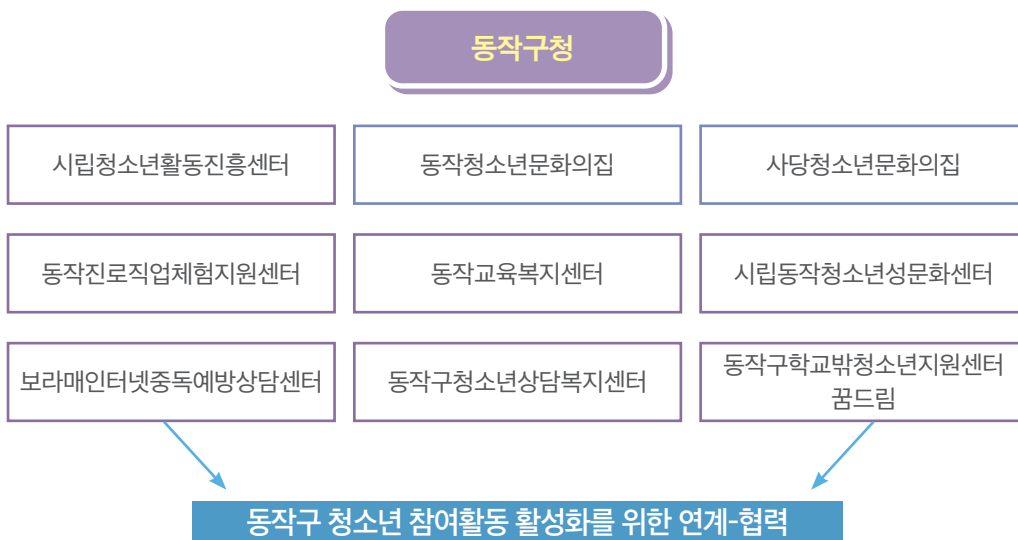 동작구청
시립청소년활동진흥센터
동작청소년문화의집
사당청소년문화의집
동작진로직업체험지원센터
동작교육복지센터
시립동작청소년성문화센터
보라매인터넷중독예방상담센터
동작구청소년상담복지센터
동작구학교밖청소년지원센터
꿈드림
동작구 청소년 참여활동 활성화를 위한 연계-협력